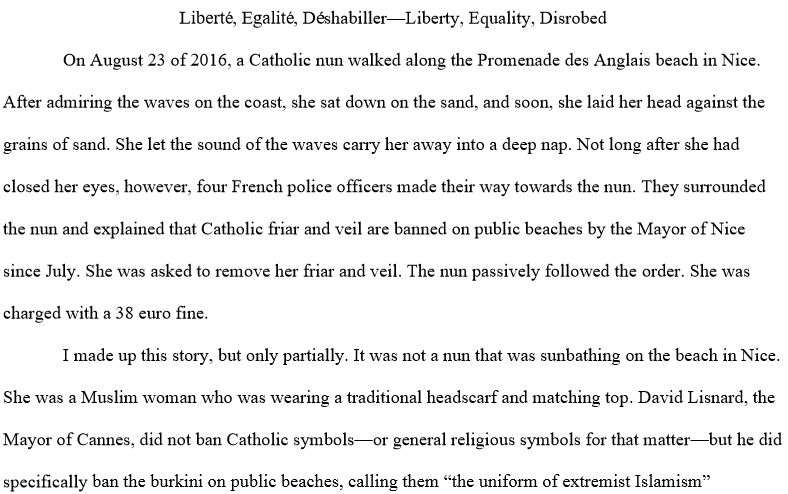 Liberté, Egalité, Déshabiller—Liberty, Equality, Disrobed
On August 23 of 2016, a Catholic nun walked along the Promenade des Anglais beach in Nice.
After admiring the waves on the coast, she sat down on the sand, and soon, she laid her head against the
grains of sand. She let the sound of the waves carry her away into a deep nap. Not long after she had
closed her eyes, however, four French police officers made their way towards the nun. They surrounded
the nun and explained that Catholic friar and veil are banned on public beaches by the Mayor of Nice
since July. She was asked to remove her friar and veil. The nun passively followed the order. She was
charged with a 38 euro fine.
I made up this story, but only partially. It was not a nun that was sunbathing on the beach in Nice.
She was a Muslim woman who was wearing a traditional headscarf and matching top. David Lisnard, the
Mayor of Cannes, did not ban Catholic symbols—or general religious symbols for that matter—but he did
specifically ban the burkini on public beaches, calling them “the uniform of extremist Islamism”